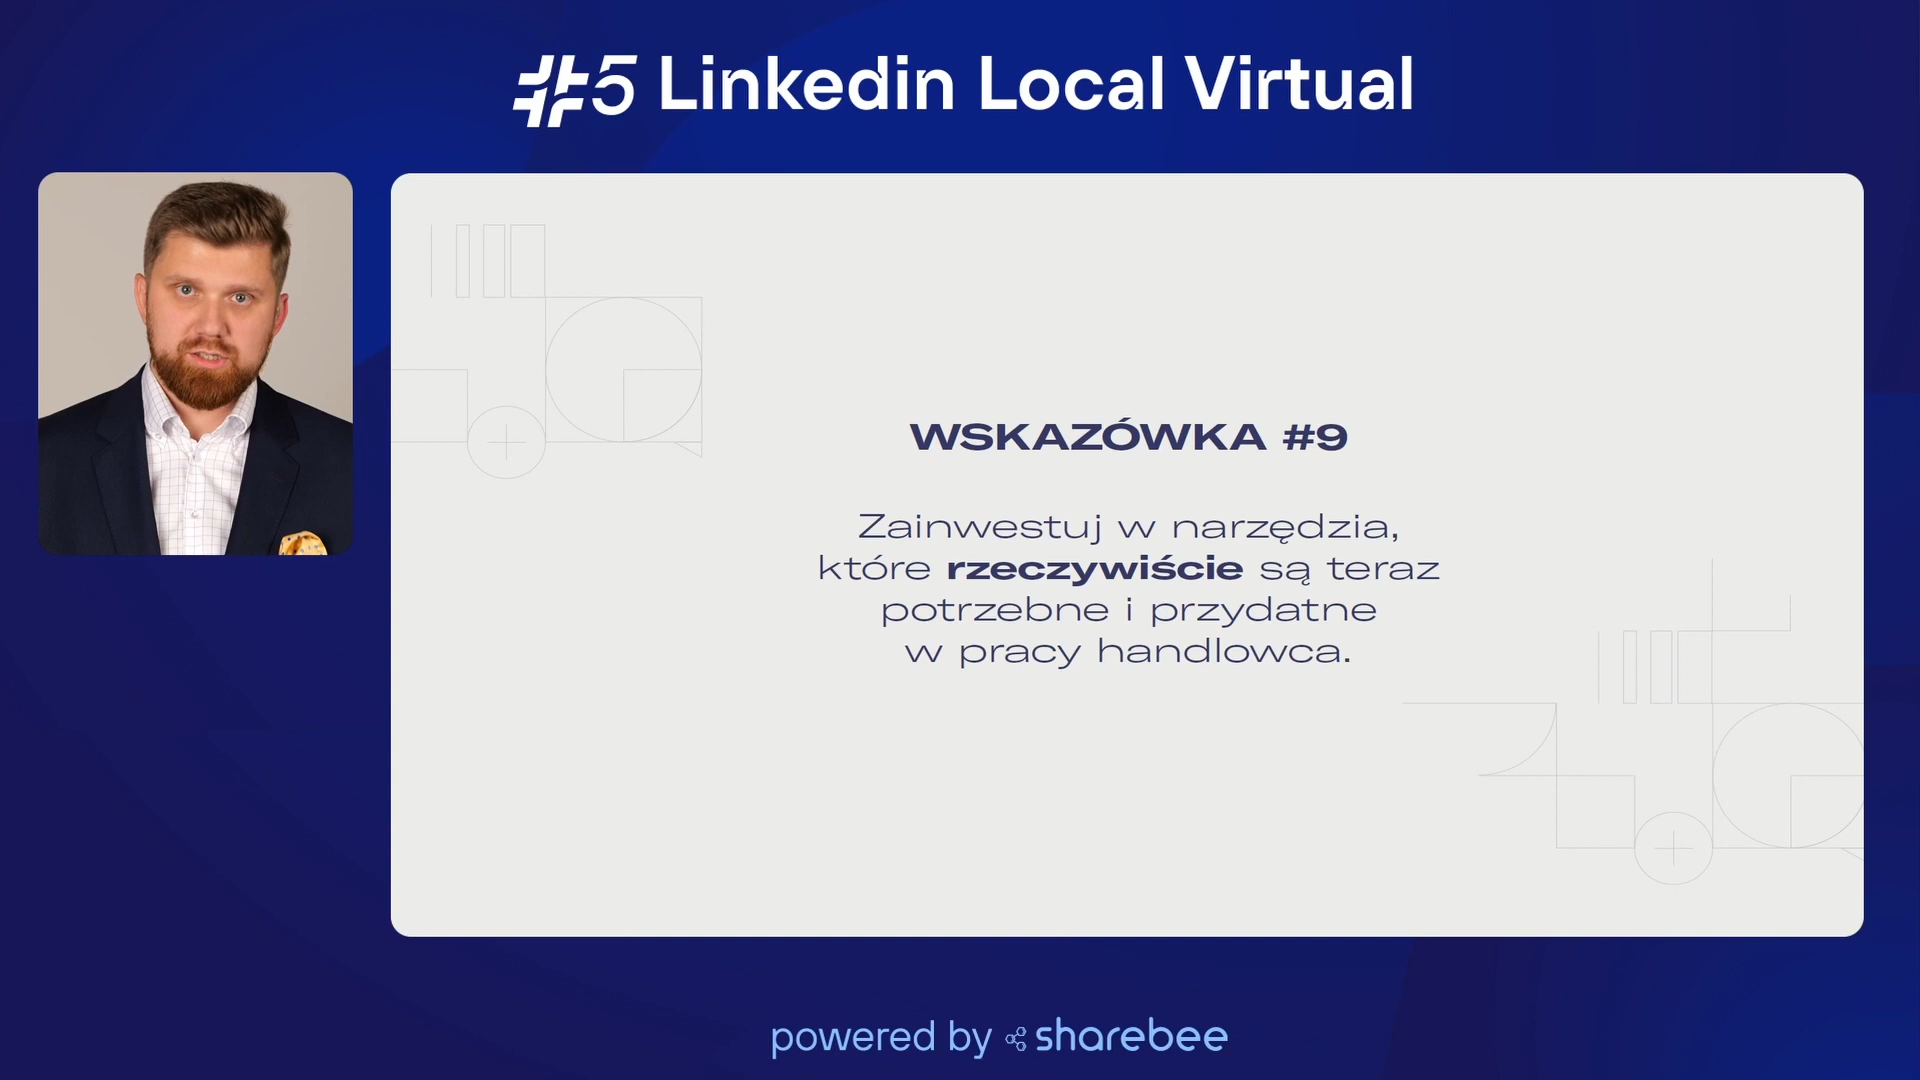 #5 Linkedin Local Virtual
WSKAZÓWKA #9
Zainwestuj w narzędzia,
które rzeczywiście są teraz
potrzebne i przydatne
w pracy handlowca.
powered by sharebee